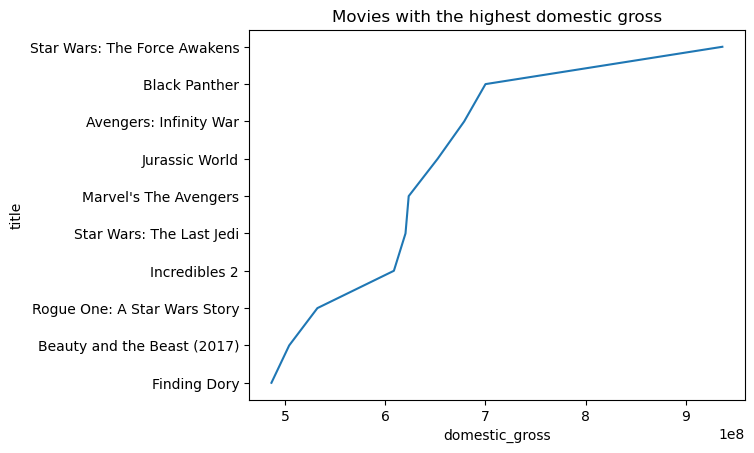 Movies with the highest domestic gross
Star Wars: The Force Awakens
Black Panther
Avengers: Infinity War
Jurassic World
Marvel's The Avengers
Star Wars: The Last Jedi
Incredibles 2
Rogue One: A Star Wars Story
Beauty and the Beast (2017)
Finding Dory
title
5 6 7 8 9
1e8
domestic_gross